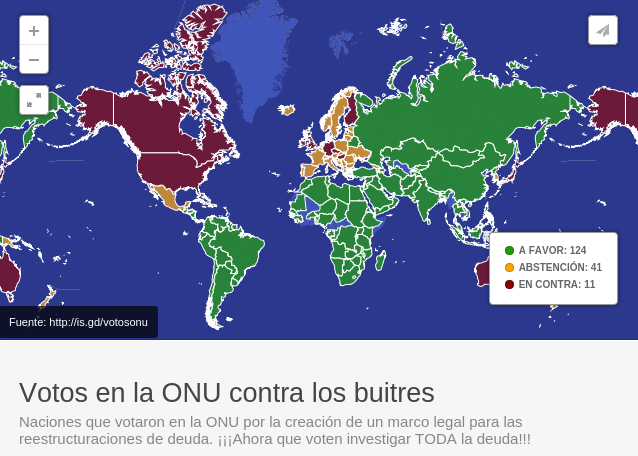 A FAVOR: 124
ABSTENCIÓN: 41
EN CONTRA: 11
Fuente: http://is.gd/votosonu
Votos en la ONU contra los buitres
Naciones que votaron en la ONU por la creación de un marco legal para las
reestructuraciones de deuda. ¡¡¡Ahora que voten investigar TODA la deuda!!!